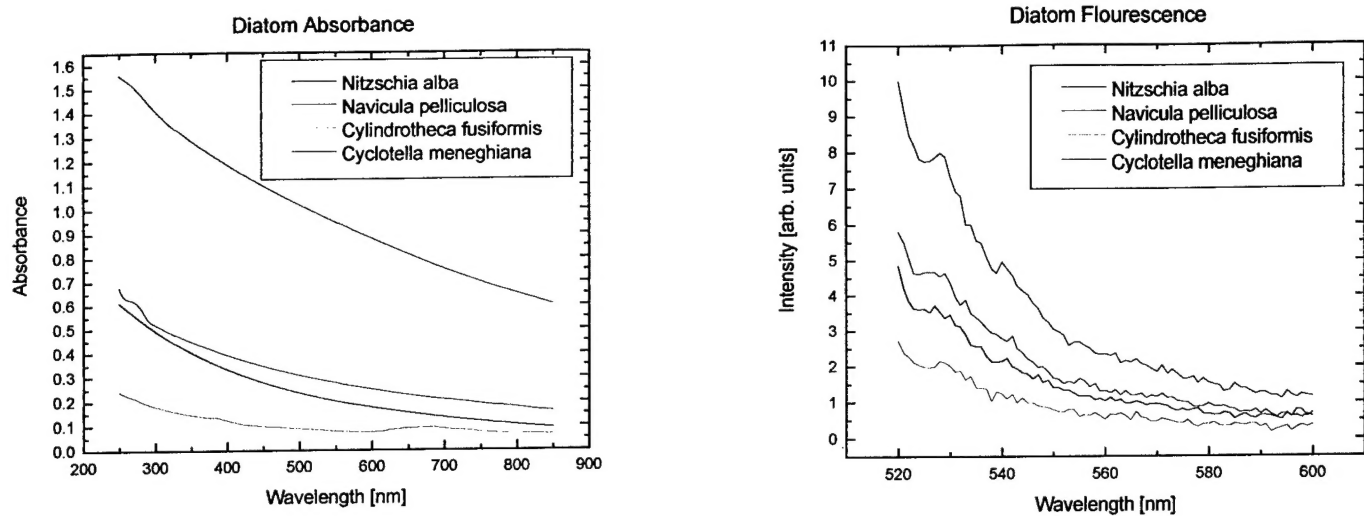 Diatom Absorbance
1.6
1.5
1.4
1.3
1.2
1.1
1.0
0.9
0.8
0.7
0.6
0.5
0.4
0.3
0.2
0.1
0.0
Absorbance
Nitzschia alba
Navicula pelliculosa
Cylindrotheca fusiformis
Cyclotella meneghiana
200 300 400 500 600 700 800 900
Wavelength [nm]
Diatom Flourescence
11
10
9
8
7
6
5
4
3
2
1
0
Intensity [arb. units]
Nitzschia alba
Navicula pelliculosa
Cylindrotheca fusiformis
Cyclotella meneghiana
520 540 560 580 600
Wavelength [nm]